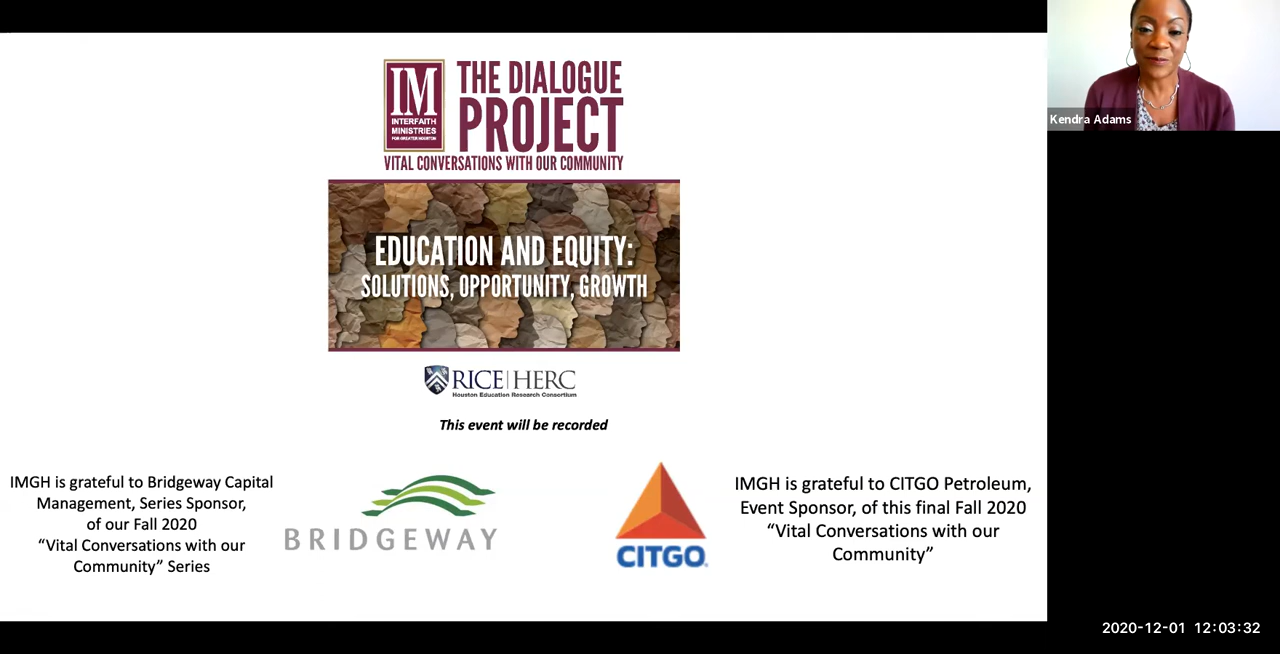 IM
INTERFAITH
MINISTRIES
FOR GREATER HOUSTON
THE DIALOGUE
PROJECT
VITAL CONVERSATIONS WITH OUR COMMUNITY
EDUCATION AND EQUITY:
SOLUTIONS, OPPORTUNITY, GROWTH
RICE | HERC
Houston Education Research Consortium
This event will be recorded
IMGH is grateful to Bridgeway Capital
Management, Series Sponsor,
of our Fall 2020
“Vital Conversations with our
Community” Series
BRIDGEWAY
CITGO
IMGH is grateful to CITGO Petroleum,
Event Sponsor, of this final Fall 2020
“Vital Conversations with our
Community”
Kendra Adams
2020-12-01 12:03:32